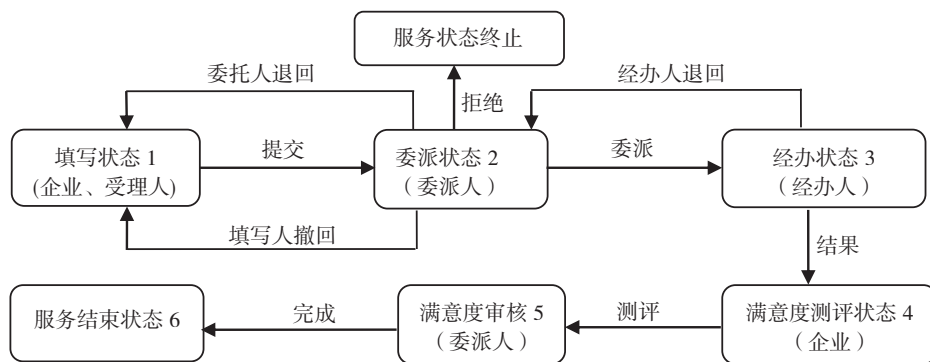 服务状态终止
委托人退回
经办人退回
拒绝
填写状态 1
(企业、受理人)
提交
委派状态 2
（委派人）
委派
经办状态 3
（经办人）
填写人撤回
结果
服务结束状态 6
完成
满意度审核 5
（委派人）
测评
满意度测评状态 4
（企业）